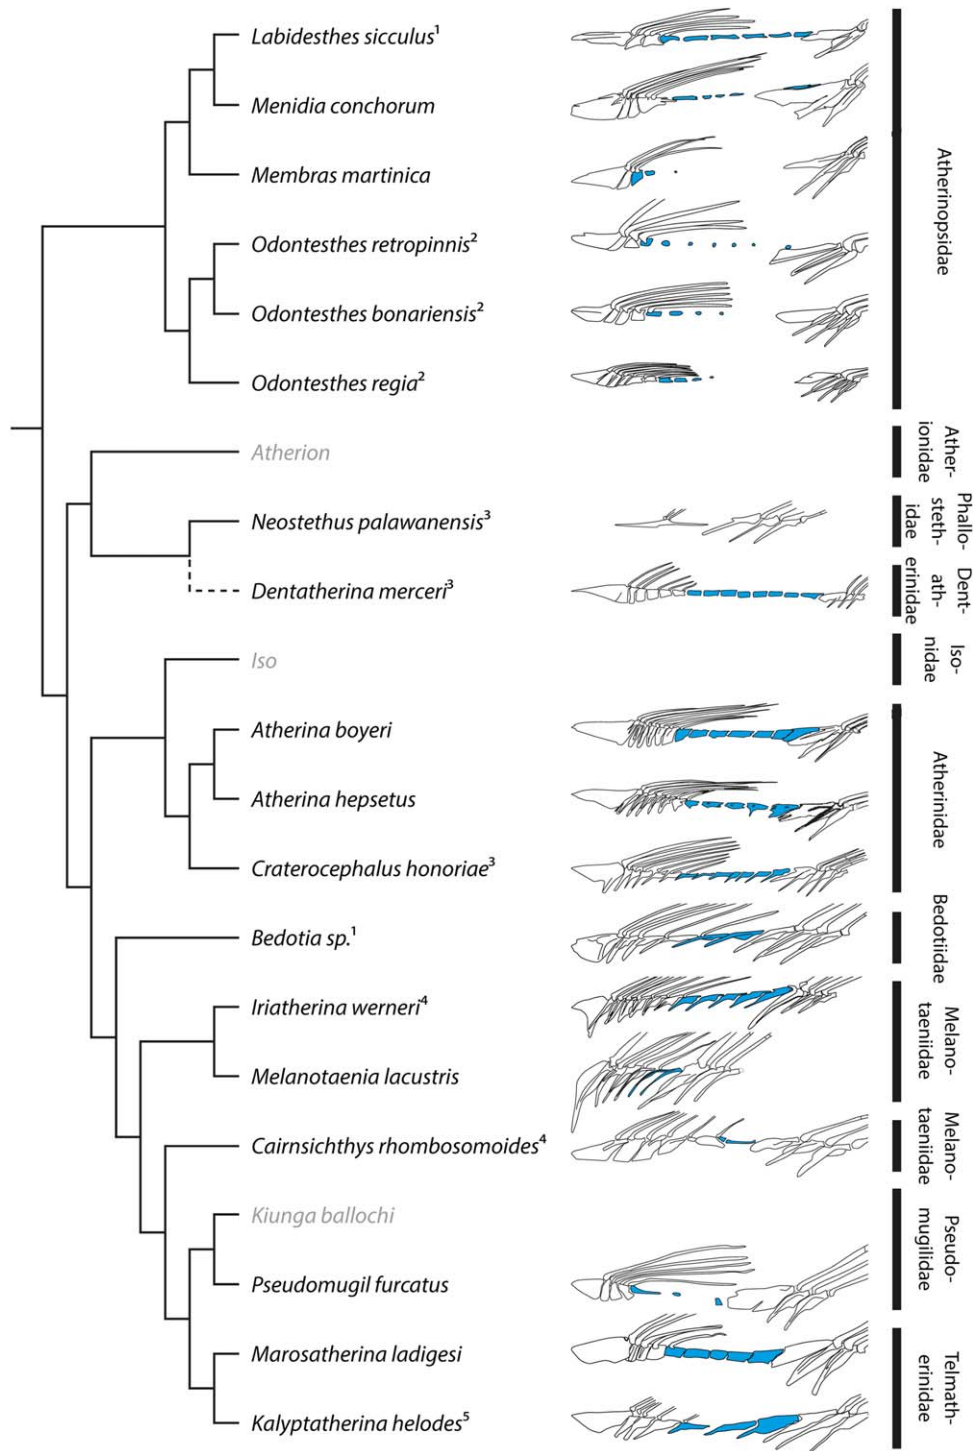 Labidesthes sicculus¹
Menidia conchorum
Membras martinica
Odontesthes retropinnis²
Odontesthes bonariensis²
Odontesthes regia²
Atherion
Neostethus palawanensis³
Dentatherina merceri³
Iso
Atherina boyeri
Atherina hepsetus
Craterocephalus honoriae³
Bedotia sp.¹
Iriatherina werneri⁴
Melanotaenia lacustris
Cairnsichthys rhombosomoides⁴
Kiunga ballochi
Pseudomugil furcatus
Marosatherina ladigesi
Kalyptatherina helodes⁵
Atherinopsidae
Ather-
ionidae
Phallo-
steth-
idae
Dent-
ath-
erinidae
Iso-
nidae
Atherinidae
Bedotiidae
Melano-
taeniidae
Melano-
taeniidae
Pseudo-
mugilidae
Telmath-
erinidae